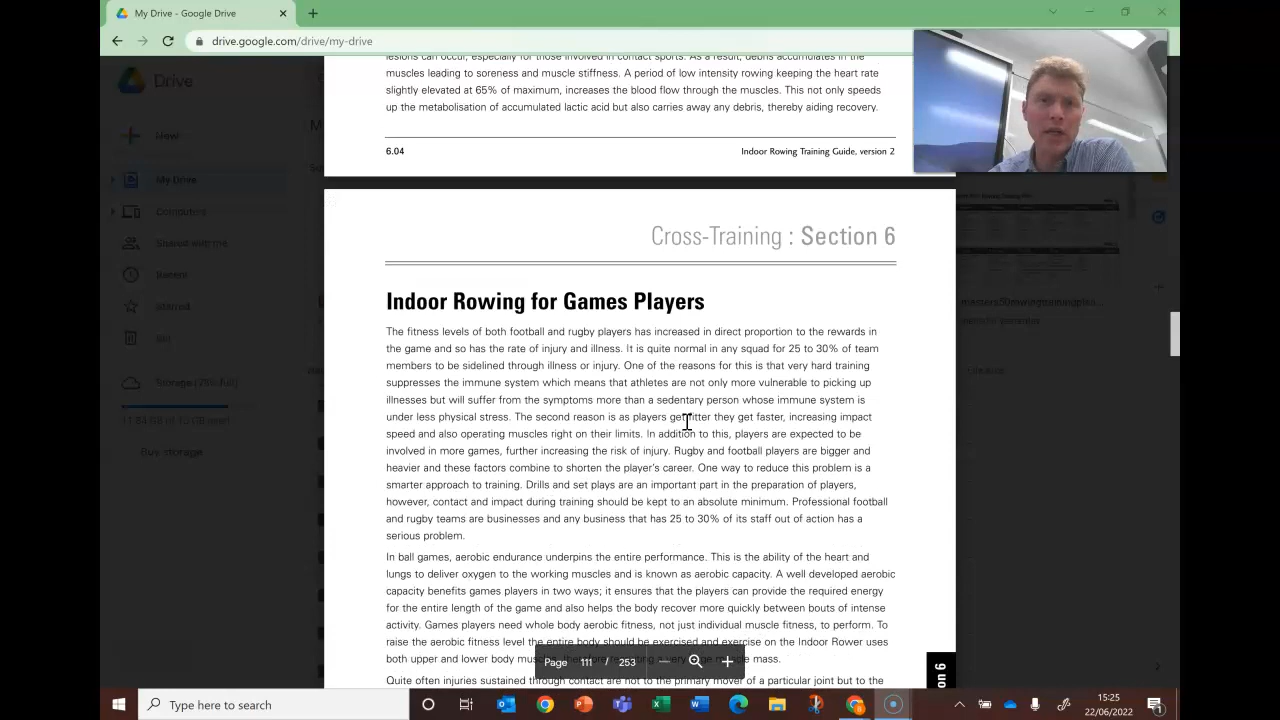 My Drive - Google Drive
drive.google.com/drive/my-drive
lesions can occur, especially for those involved in contact sports. As a result, debris accumulates in the
muscles leading to soreness and muscle stiffness. A period of low intensity rowing keeping the heart rate
slightly elevated at 65% of maximum, increases the blood flow through the muscles. This not only speeds
up the metabolisation of accumulated lactic acid but also carries away any debris, thereby aiding recovery.
6.04
Indoor Rowing Training Guide, version 2
Cross-Training : Section 6
Indoor Rowing for Games Players
The fitness levels of both football and rugby players has increased in direct proportion to the rewards in
the game and so has the rate of injury and illness. It is quite normal in any squad for 25 to 30% of team
members to be sidelined through illness or injury. One of the reasons for this is that very hard training
suppresses the immune system which means that athletes are not only more vulnerable to picking up
illnesses but will suffer from the symptoms more than a sedentary person whose immune system is
under less physical stress. The second reason is as players get fitter they get faster, increasing impact
speed and also operating muscles right on their limits. In addition to this, players are expected to be
involved in more games, further increasing the risk of injury. Rugby and football players are bigger and
heavier and these factors combine to shorten the player's career. One way to reduce this problem is a
smarter approach to training. Drills and set plays are an important part in the preparation of players,
however, contact and impact during training should be kept to an absolute minimum. Professional football
and rugby teams are businesses and any business that has 25 to 30% of its staff out of action has a
serious problem.
In ball games, aerobic endurance underpins the entire performance. This is the ability of the heart and
lungs to deliver oxygen to the working muscles and is known as aerobic capacity. A well developed aerobic
capacity benefits games players in two ways; it ensures that the players can provide the required energy
for the entire length of the game and also helps the body recover more quickly between bouts of intense
activity. Games players need whole body aerobic fitness, not just individual muscle fitness, to perform. To
raise the aerobic fitness level the entire body should be exercised and exercise on the Indoor Rower uses
both upper and lower body muscles, therefore recruiting a very large muscle mass.
Quite often injuries sustained through contact are not to the primary mover of a particular joint but to the
on 6
Page 111 / 253
Drive
New
My Drive
Computers
Shared with me
Recent
Starred
Bin
Buy storage
Type here to search
15:25
22/06/2022